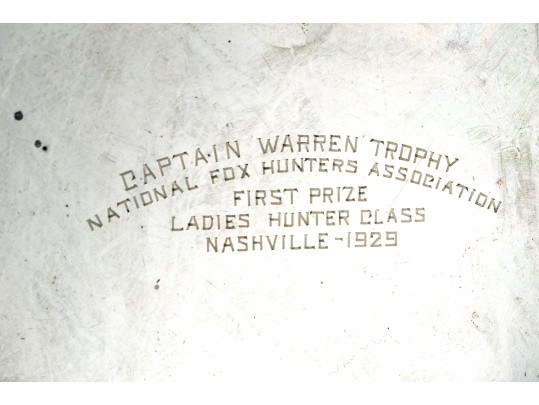 CAPTAIN WARREN TROPHY
NATIONAL FOX HUNTERS ASSOCIATION
FIRST PRIZE
LADIES HUNTER CLASS
NASHVILLE-1929